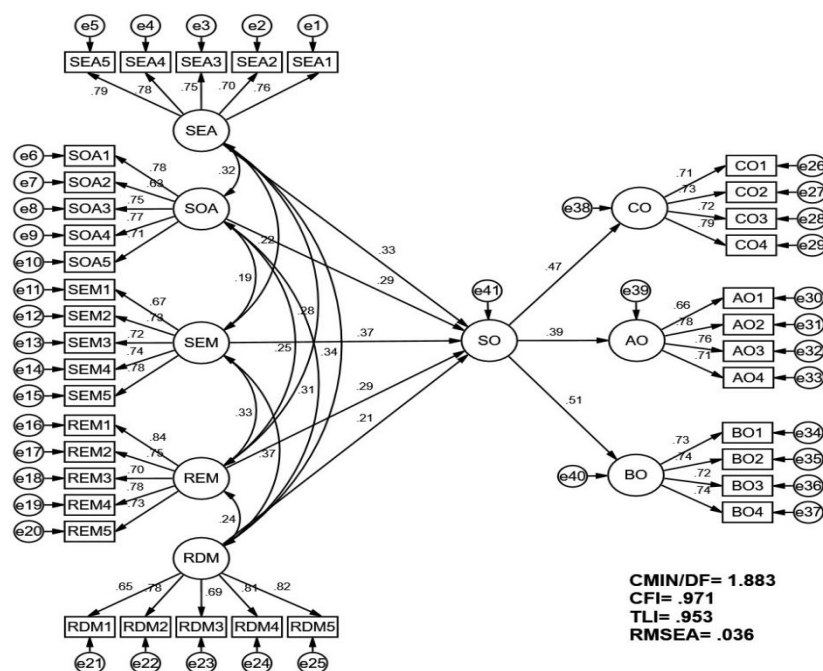 e5 e4 e3 e2 e1
SEA5 SEA4 SEA3 SEA2 SEA1
.79 .78 .75 .70 .76
SEA
e6 SOA1 .78
e7 SOA2 .63
e8 SOA3 .75
e9 SOA4 .77
e10 SOA5 .71
SOA
.32
e11 SEM1 .67
e12 SEM2 .73
e13 SEM3 .72
e14 SEM4 .74
e15 SEM5 .78
SEM
.22
.19
e16 REM1 .84
e17 REM2 .75
e18 REM3 .70
e19 REM4 .78
e20 REM5 .73
REM
.28
.25
.34
.31
.33
.37
.24
RDM
.65 .78 .69 .81 .82
RDM1 RDM2 RDM3 RDM4 RDM5
e21 e22 e23 e24 e25
.33
.29
.37
.29
.21
e41
SO
.47
.39
.51
e38 CO
.71 CO1 e26
.73 CO2 e27
.72 CO3 e28
.79 CO4 e29
e39
AO
.66 AO1 e30
.78 AO2 e31
.76 AO3 e32
.71 AO4 e33
e40 BO
.73 BO1 e34
.74 BO2 e35
.72 BO3 e36
.74 BO4 e37
CMIN/DF= 1.883
CFI= .971
TLI= .953
RMSEA= .036